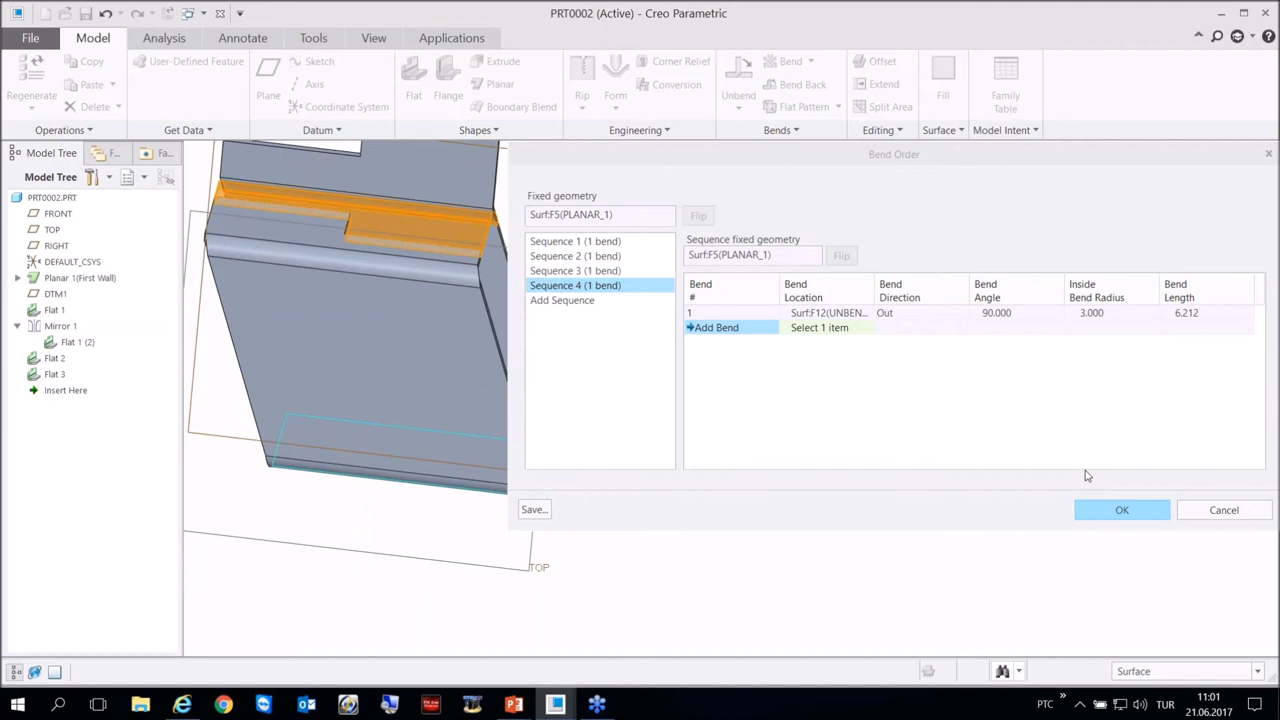 PRT0002 (Active) - Creo Parametric
File Model Analysis Annotate Tools View Applications
Regenerate
Copy
Paste
Delete
Operations
User-Defined Feature
Get Data
Plane
Sketch
Axis
Coordinate System
Datum
Flat
Flange
Extrude
Planar
Boundary Blend
Shapes
Rip
Form
Corner Relief
Conversion
Engineering
Unbend
Bend
Bend Back
Flat Pattern
Bends
Offset
Extend
Split Area
Editing
Fill
Surface
Family
Table
Model Intent
Model Tree F... Fa...
Model Tree
PRT0002.PRT
FRONT
TOP
RIGHT
DEFAULT_CSYS
Planar 1(First Wall)
DTM1
Flat 1
Mirror 1
Flat 1 (2)
Flat 2
Flat 3
Insert Here
TOP
Bend Order
Fixed geometry
Surf:F5(PLANAR_1) Flip
Sequence 1 (1 bend)
Sequence 2 (1 bend)
Sequence 3 (1 bend)
Sequence 4 (1 bend)
Add Sequence
Sequence fixed geometry
Surf:F5(PLANAR_1) Flip
Bend
#
Bend
Location
Bend
Direction
Bend
Angle
Inside
Bend Radius
Bend
Length
1 Surf:F12(UNBEN... Out 90.000 3.000 6.212
Add Bend Select 1 item
Save... OK Cancel
Surface
PTC TUR 11:01
21.06.2017